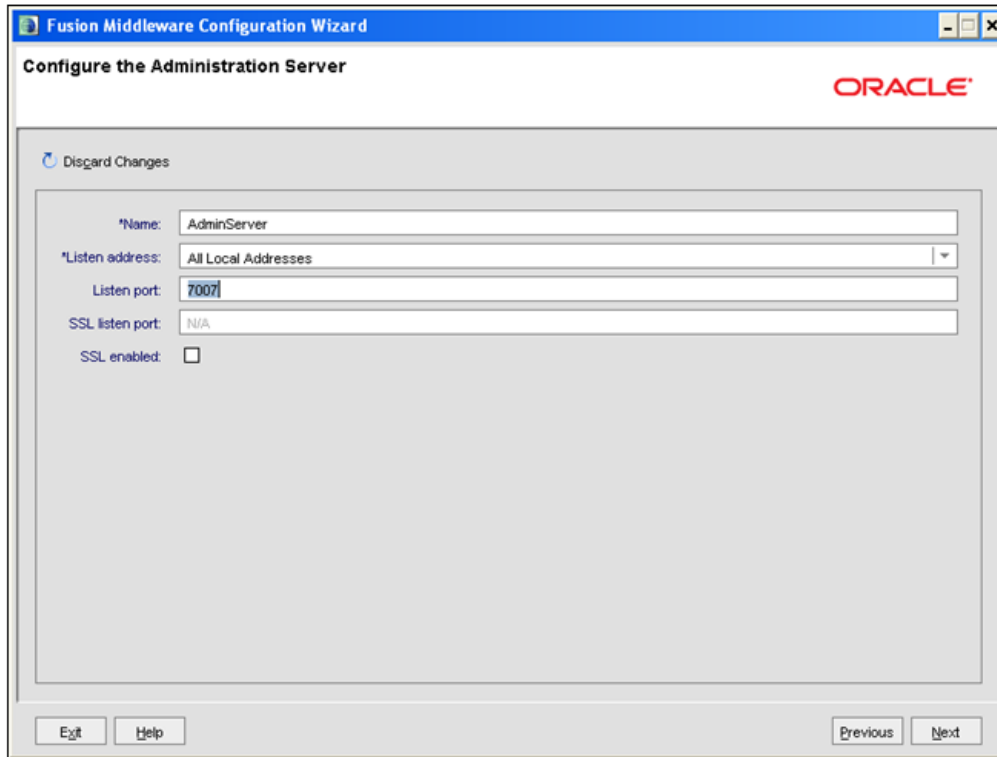 Fusion Middleware Configuration Wizard
Configure the Administration Server
ORACLE
Discard Changes
*Name: AdminServer
*Listen address: All Local Addresses
Listen port: 7007
SSL listen port: N/A
SSL enabled:
Exit Help Previous Next